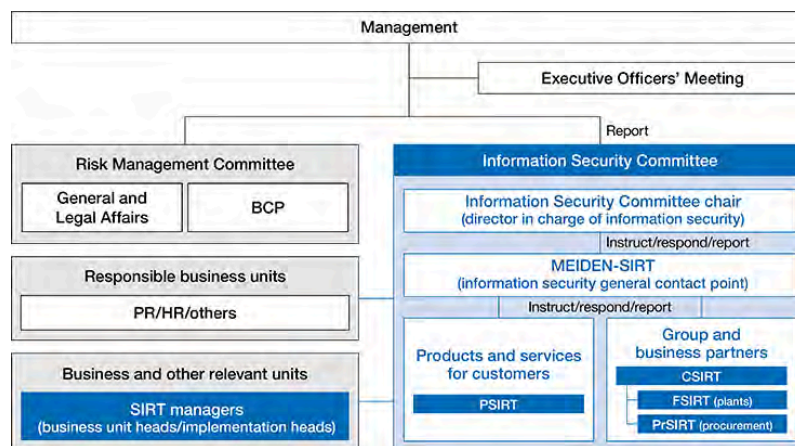 Management
Executive Officers' Meeting
Report
Risk Management Committee
General and
Legal Affairs
BCP
Information Security Committee
Information Security Committee chair
(director in charge of information security)
Instruct/respond/report
MEIDEN-SIRT
(information security general contact point)
Instruct/respond/report
Responsible business units
PR/HR/others
Products and services
for customers
PSIRT
Group and
business partners
CSIRT
FSIRT (plants)
PrSIRT (procurement)
Business and other relevant units
SIRT managers
(business unit heads/implementation heads)